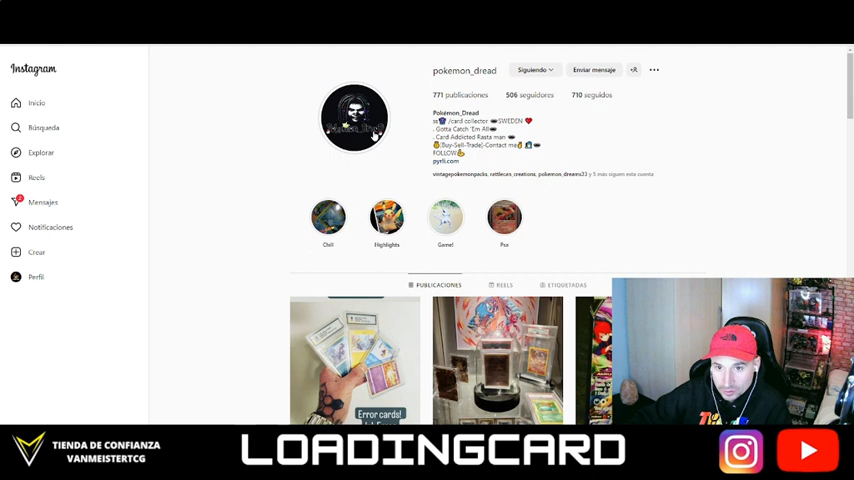 Instagram
Inicio
Búsqueda
Explorar
Reels
2
Mensajes
Notificaciones
Crear
Perfil
pokemon_dread
Siguiendo
Enviar mensaje
771 publicaciones 506 seguidores 710 seguidos
Pokémon_Dread
/card collector SWEDEN
. Gotta Catch 'Em All
. Card Addicted Rasta man
[Buy-Sell-Trade]-Contact me
FOLLOW
pyrli.com
vintagepokemonpacks, rattlecan_creations, pokemon_dreams33 y 5 más siguen esta cuenta
Chill
Highlights
Game!
Psa
PUBLICACIONES
REELS
ETIQUETADAS
Error cards!
TIENDA DE CONFIANZA
VANMEISTERTCG
LOADINGCARD